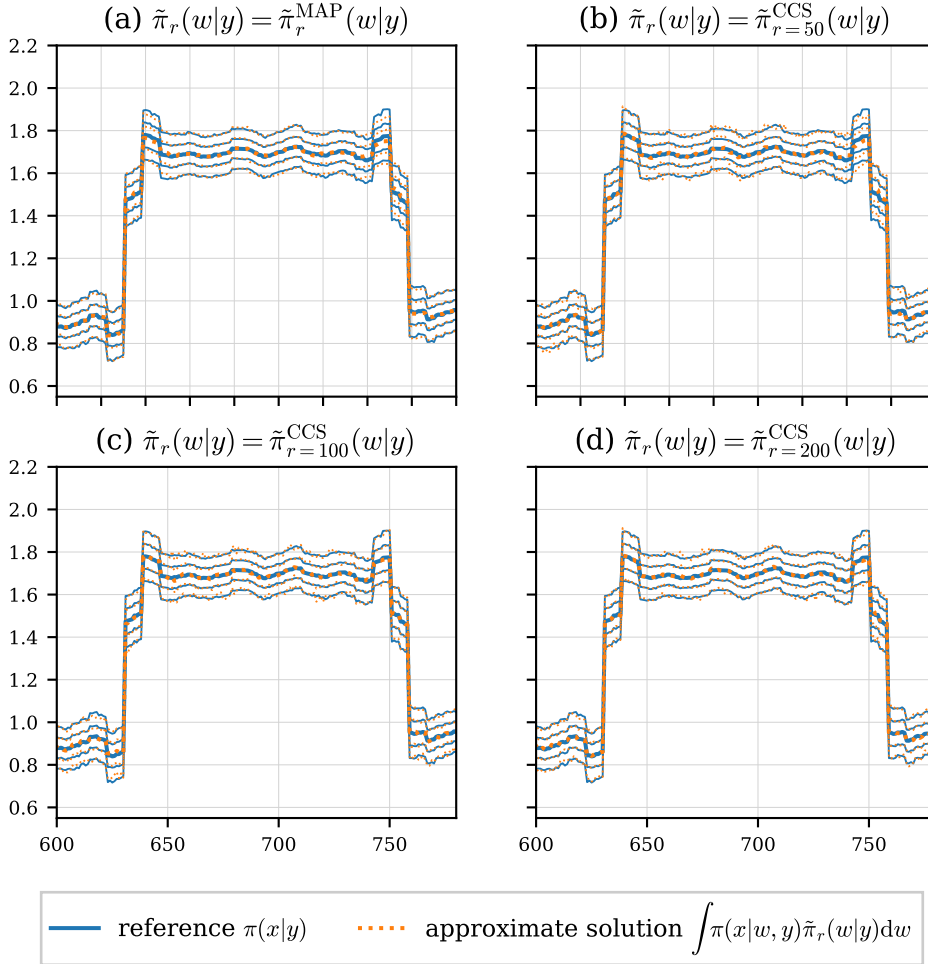 (a) π̃_r(w|y) = π̃_r^MAP(w|y)
(b) π̃_r(w|y) = π̃_{r=50}^CCS(w|y)
2.2
2.0
1.8
1.6
1.4
1.2
1.0
0.8
0.6
(c) π̃_r(w|y) = π̃_{r=100}^CCS(w|y)
(d) π̃_r(w|y) = π̃_{r=200}^CCS(w|y)
2.2
2.0
1.8
1.6
1.4
1.2
1.0
0.8
0.6
600 650 700 750
600 650 700 750
reference π(x|y)
approximate solution ∫π(x|w, y)π̃_r(w|y)dw